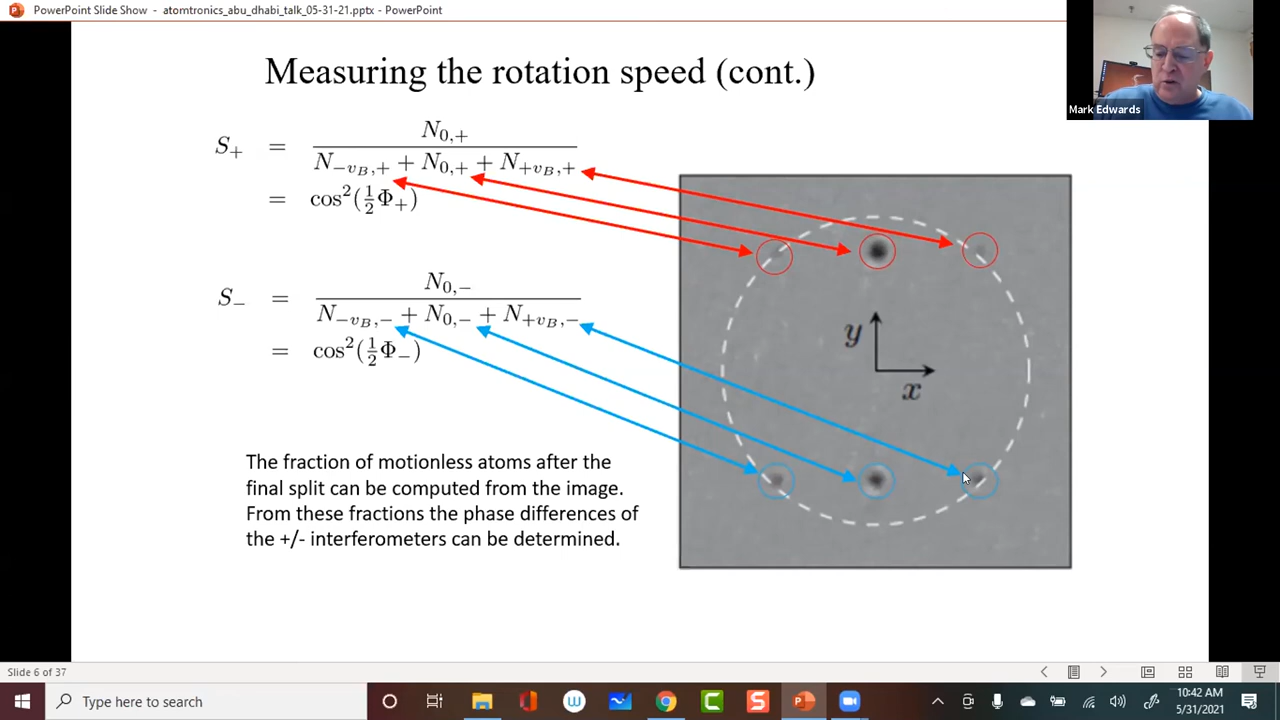 PowerPoint Slide Show - atomtronics_abu_dhabi_talk_05-31-21.pptx - PowerPoint
Mark Edwards
Measuring the rotation speed (cont.)
S₊ = N₀,₊ / (N₋ᵥB,₊ + N₀,₊ + N₊ᵥB,₊)
= cos²(½Φ₊)
S₋ = N₀,₋ / (N₋ᵥB,₋ + N₀,₋ + N₊ᵥB,₋)
= cos²(½Φ₋)
y
x
The fraction of motionless atoms after the
final split can be computed from the image.
From these fractions the phase differences of
the +/- interferometers can be determined.
Slide 6 of 37
Type here to search
10:42 AM
5/31/2021